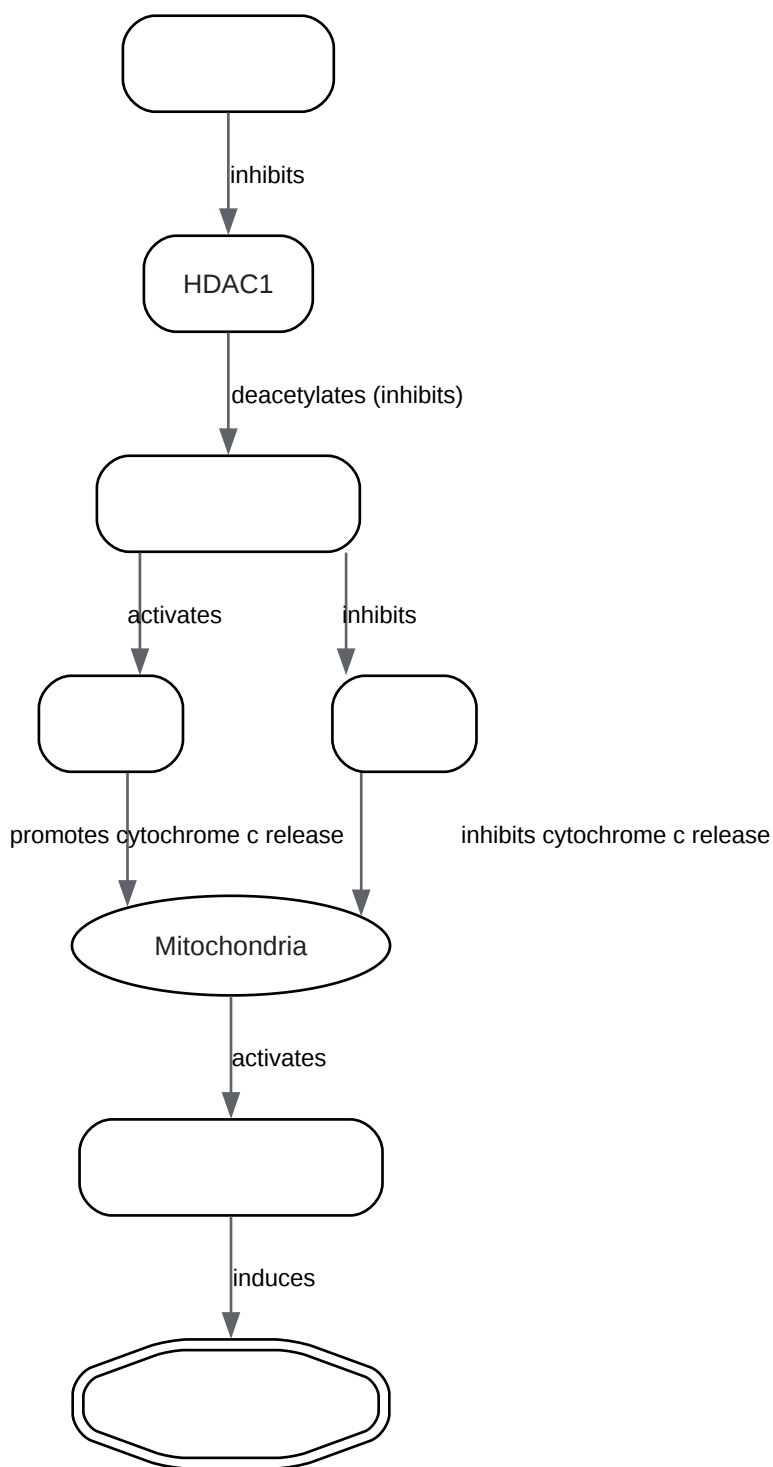 inhibits
HDAC1
deacetylates (inhibits)
activates
inhibits
promotes cytochrome c release
inhibits cytochrome c release
Mitochondria
activates
induces